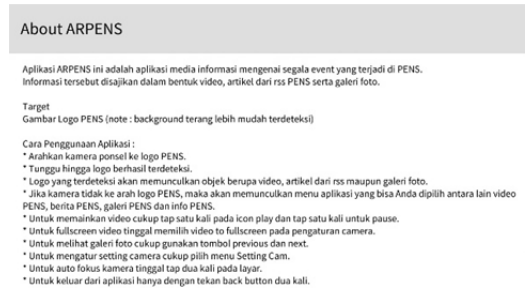 About ARPENS
Aplikasi ARPENS ini adalah aplikasi media informasi mengenai segala event yang terjadi di PENS.
Informasi tersebut disajikan dalam bentuk video, artikel dari rss PENS serta galeri foto.
Target
Gambar Logo PENS (note : background terang lebih mudah terdeteksi)
Cara Penggunaan Aplikasi :
* Arahkan kamera ponsel ke logo PENS.
* Tunggu hingga logo berhasil terdeteksi.
* Logo yang terdeteksi akan memunculkan objek berupa video, artikel dari rss maupun galeri foto.
* Jika kamera tidak ke arah logo PENS, maka akan memunculkan menu aplikasi yang bisa Anda dipilih antara lain video
PENS, berita PENS, galeri PENS dan info PENS.
* Untuk memainkan video cukup tap satu kali pada icon play dan tap satu kali untuk pause.
* Untuk fullscreen video tinggal memilih video to fullscreen pada pengaturan camera.
* Untuk melihat galeri foto cukup gunakan tombol previous dan next.
* Untuk mengatur setting camera cukup pilih menu Setting Cam.
* Untuk auto fokus kamera tinggal tap dua kali pada layar.
* Untuk keluar dari aplikasi hanya dengan tekan back button dua kali.